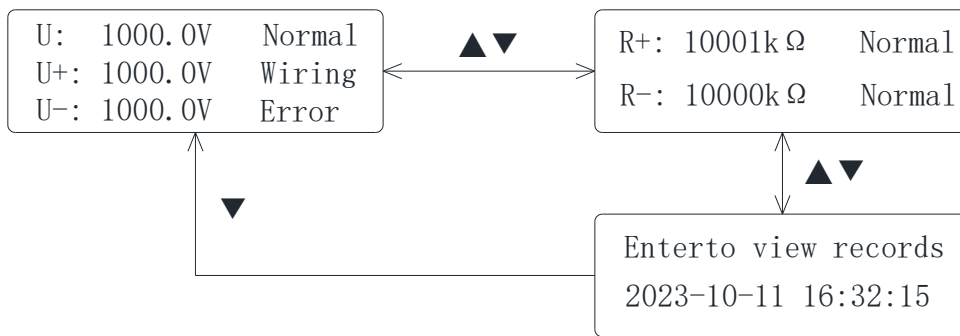 U: 1000.0V Normal
U+: 1000.0V Wiring
U-: 1000.0V Error
▲▼
R+: 10001kΩ Normal
R-: 10000kΩ Normal
▲▼
▼
Enterto view records
2023-10-11 16:32:15